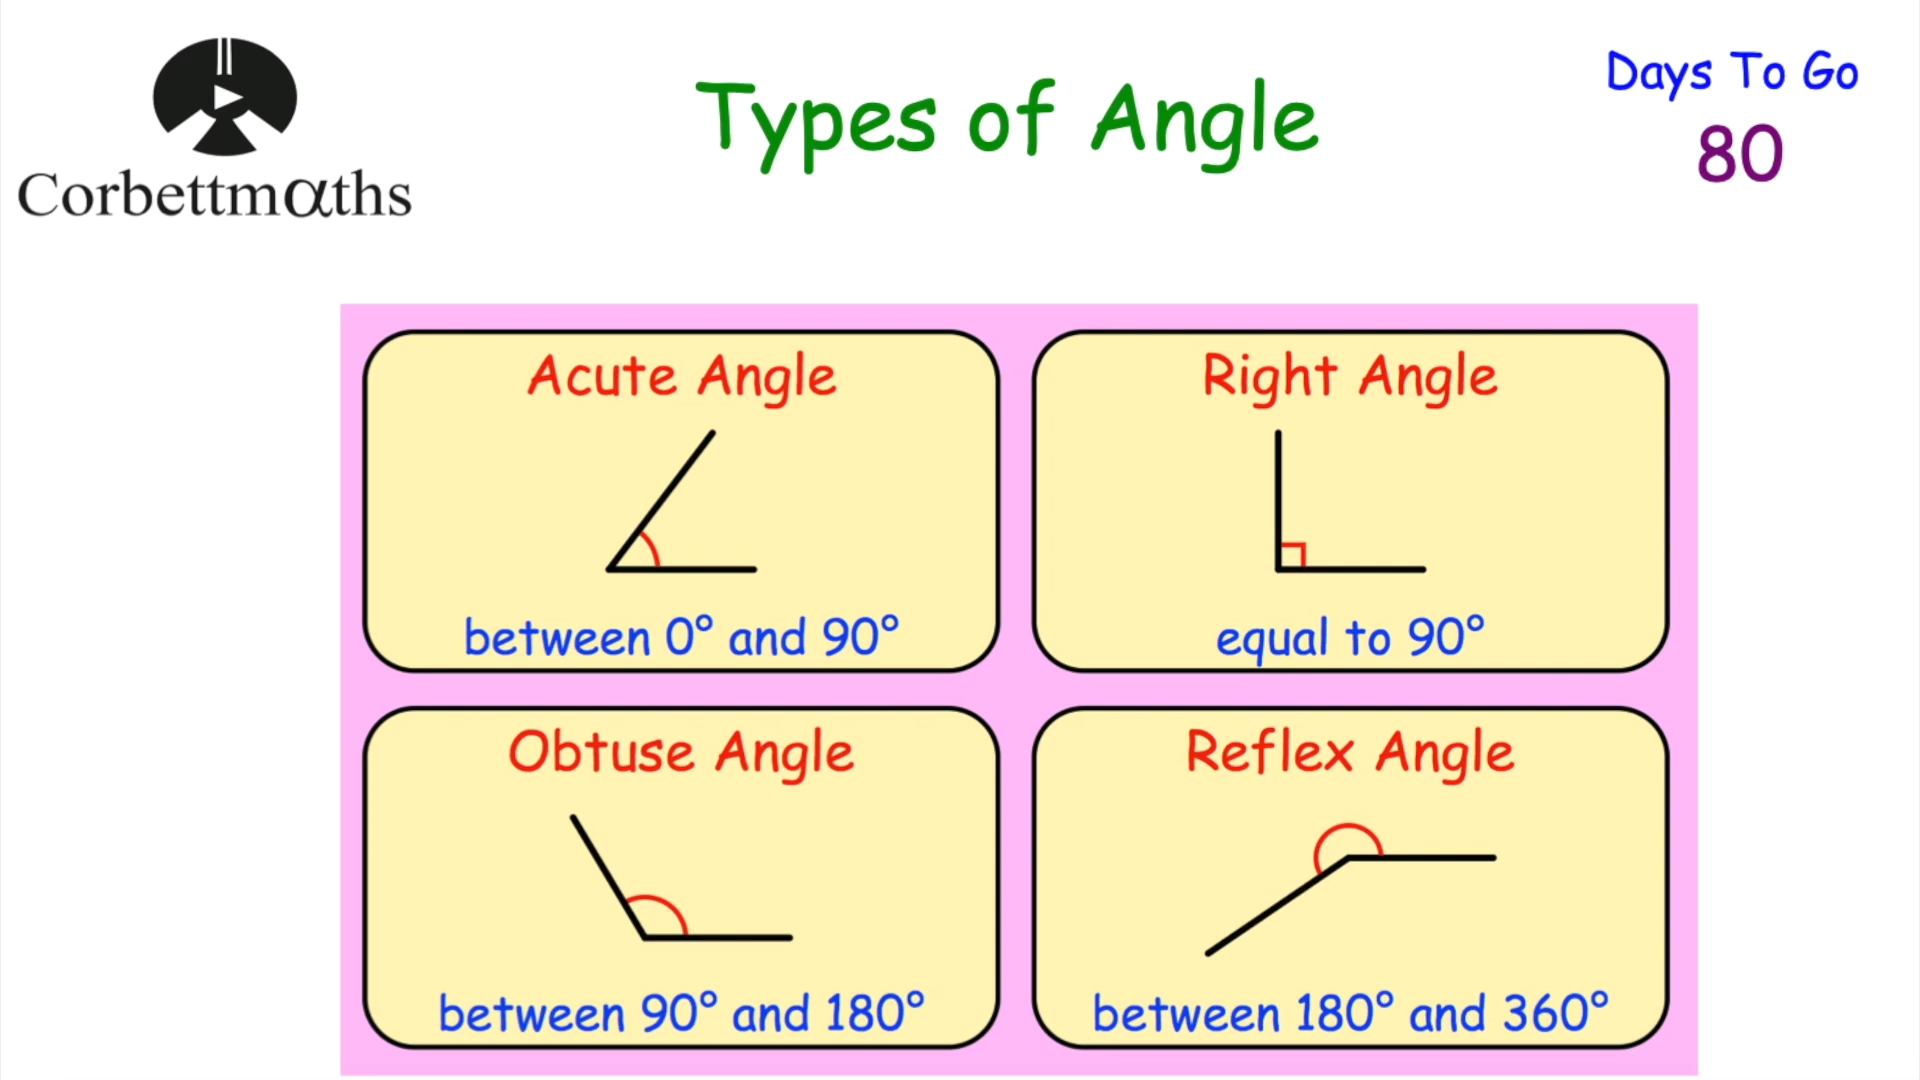 Corbettmαths
Types of Angle
Days To Go
80
Acute Angle
between 0° and 90°
Right Angle
equal to 90°
Obtuse Angle
between 90° and 180°
Reflex Angle
between 180° and 360°